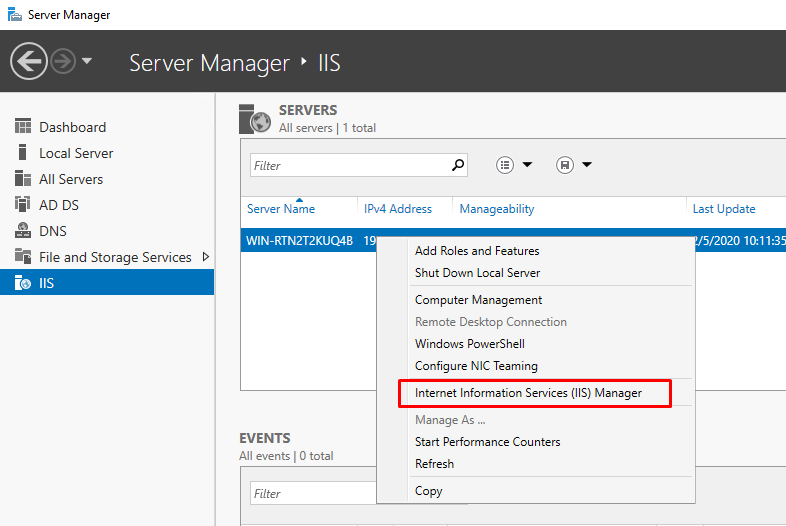 Server Manager
Server Manager ‣ IIS
Dashboard
Local Server
All Servers
AD DS
DNS
File and Storage Services
IIS
SERVERS
All servers | 1 total
Filter
Server Name IPv4 Address Manageability Last Update
WIN-RTN2T2KUQ4B 19 2/5/2020 10:11:35
Add Roles and Features
Shut Down Local Server
Computer Management
Remote Desktop Connection
Windows PowerShell
Configure NIC Teaming
Internet Information Services (IIS) Manager
Manage As ...
Start Performance Counters
Refresh
Copy
EVENTS
All events | 0 total
Filter